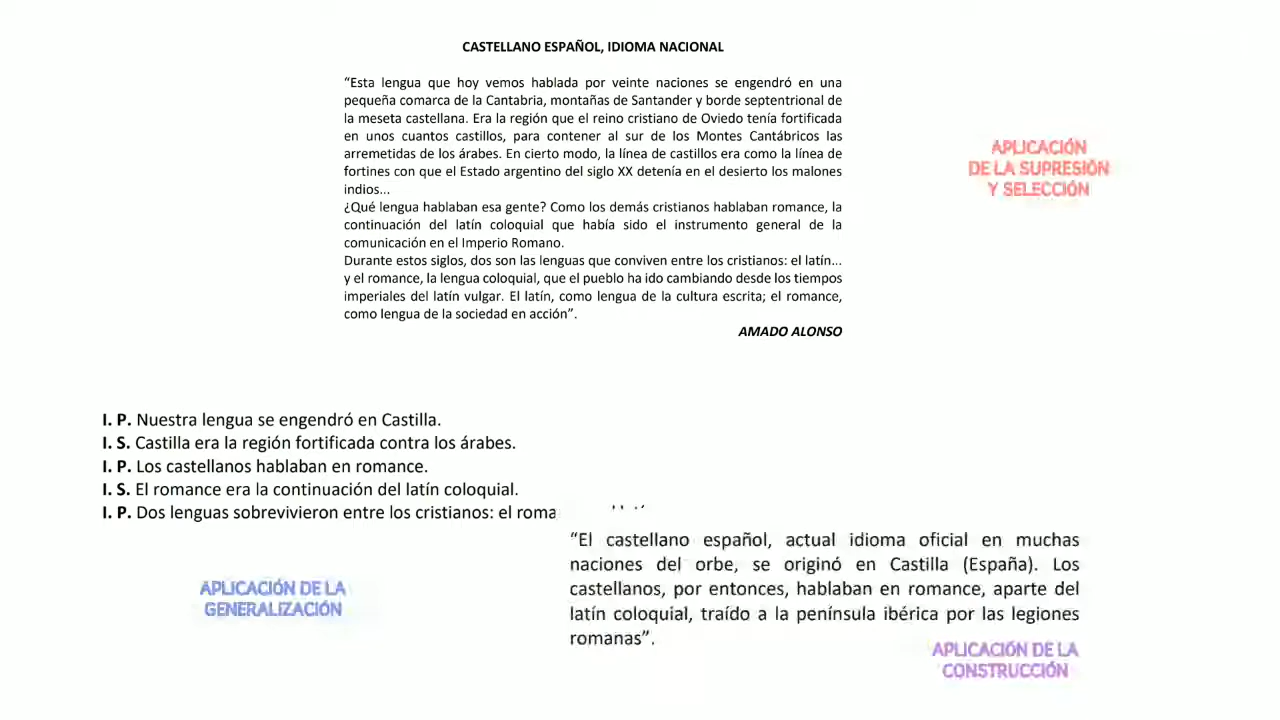 CASTELLANO ESPAÑOL, IDIOMA NACIONAL
“Esta lengua que hoy vemos hablada por veinte naciones se engendró en una
pequeña comarca de la Cantabria, montañas de Santander y borde septentrional de
la meseta castellana. Era la región que el reino cristiano de Oviedo tenía fortificada
en unos cuantos castillos, para contener al sur de los Montes Cantábricos las
arremetidas de los árabes. En cierto modo, la línea de castillos era como la línea de
fortines con que el Estado argentino del siglo XX detenía en el desierto los malones
indios...
¿Qué lengua hablaban esa gente? Como los demás cristianos hablaban romance, la
continuación del latín coloquial que había sido el instrumento general de la
comunicación en el Imperio Romano.
Durante estos siglos, dos son las lenguas que conviven entre los cristianos: el latín...
y el romance, la lengua coloquial, que el pueblo ha ido cambiando desde los tiempos
imperiales del latín vulgar. El latín, como lengua de la cultura escrita; el romance,
como lengua de la sociedad en acción”.
AMADO ALONSO
APLICACIÓN
DE LA SUPRESIÓN
Y SELECCIÓN
I. P. Nuestra lengua se engendró en Castilla.
I. S. Castilla era la región fortificada contra los árabes.
I. P. Los castellanos hablaban en romance.
I. S. El romance era la continuación del latín coloquial.
I. P. Dos lenguas sobrevivieron entre los cristianos: el roma
APLICACIÓN DE LA
GENERALIZACIÓN
“El castellano español, actual idioma oficial en muchas
naciones del orbe, se originó en Castilla (España). Los
castellanos, por entonces, hablaban en romance, aparte del
latín coloquial, traído a la península ibérica por las legiones
romanas”.
APLICACIÓN DE LA
CONSTRUCCIÓN